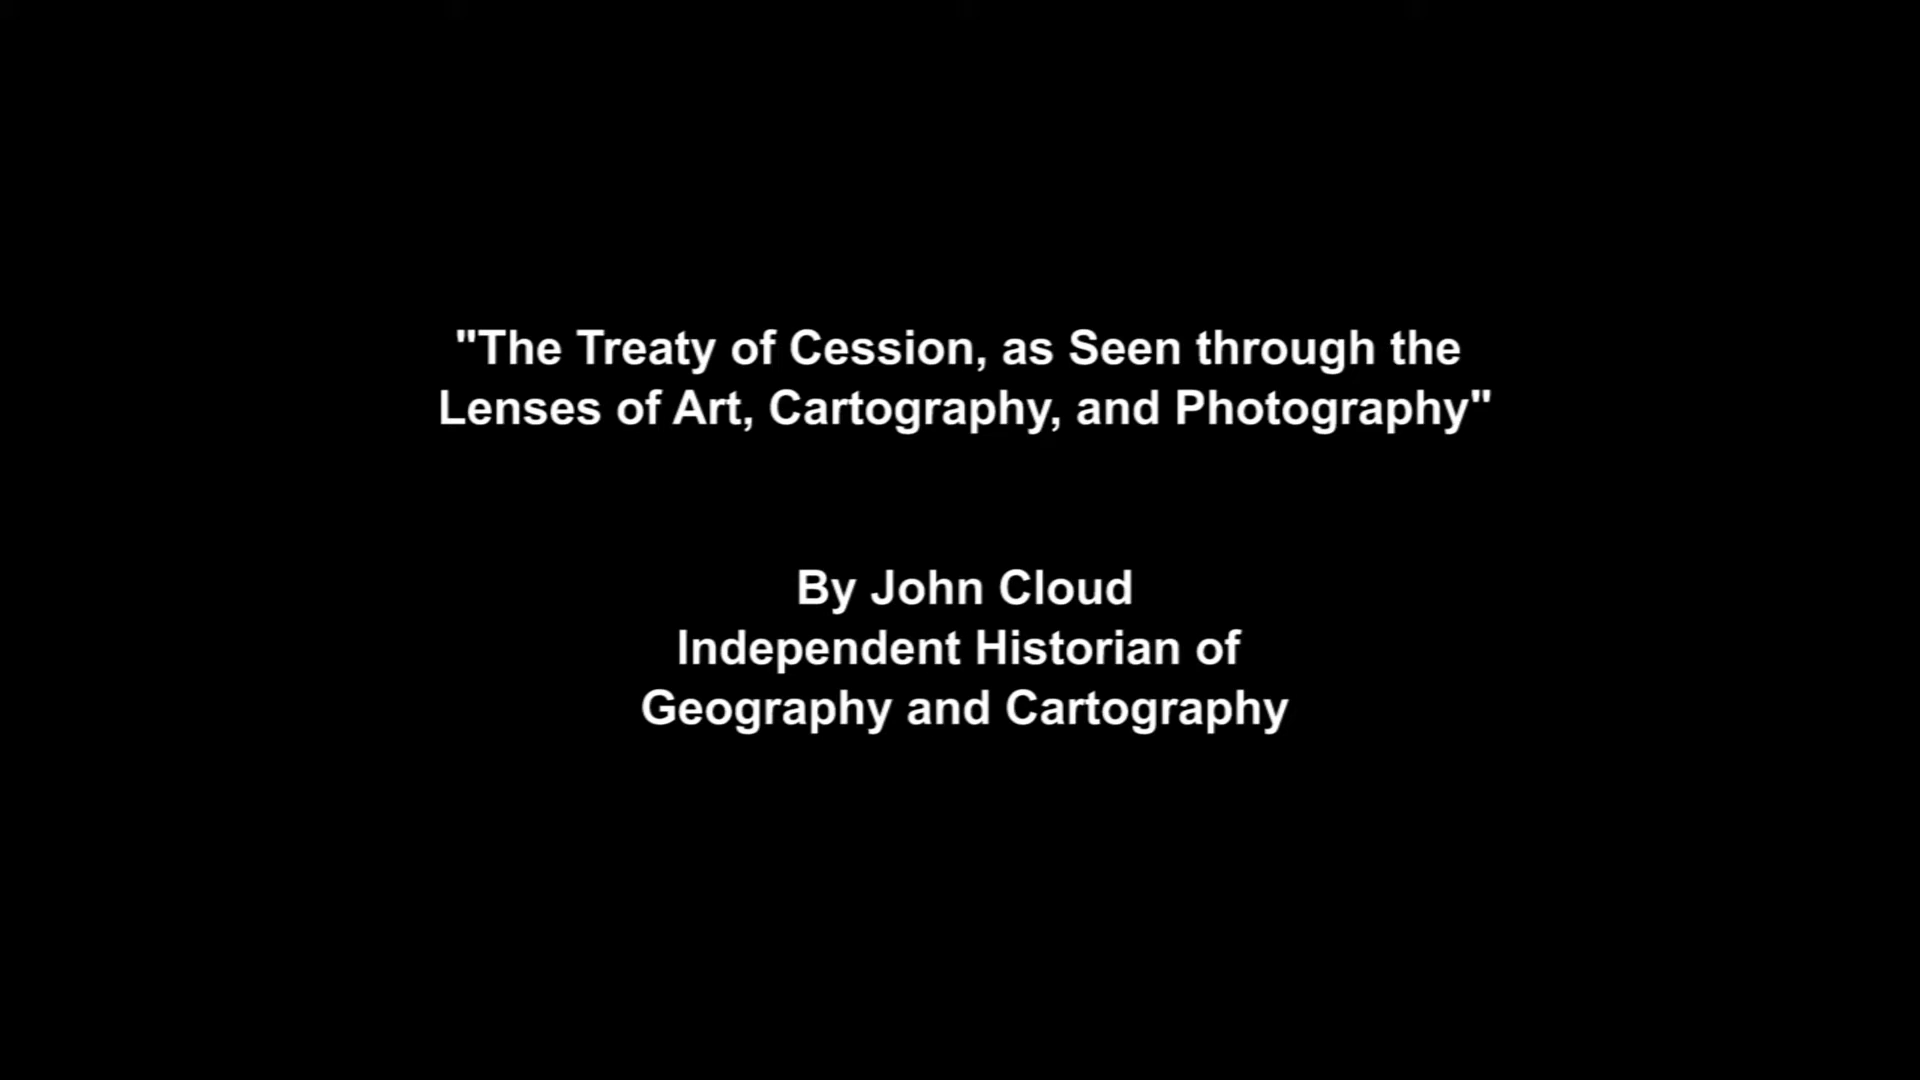 "The Treaty of Cession, as Seen through the
Lenses of Art, Cartography, and Photography"
By John Cloud
Independent Historian of
Geography and Cartography